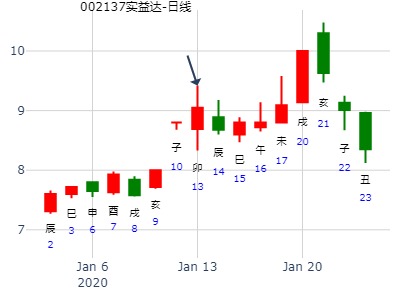 002137实益达-日线
10
9
8
7
辰
2
巳
3
申
6
酉
7
戌
8
亥
9
子
10
卯
13
辰
14
巳
15
午
16
未
17
戌
20
亥
21
子
22
丑
23
Jan 6
2020
Jan 13
Jan 20